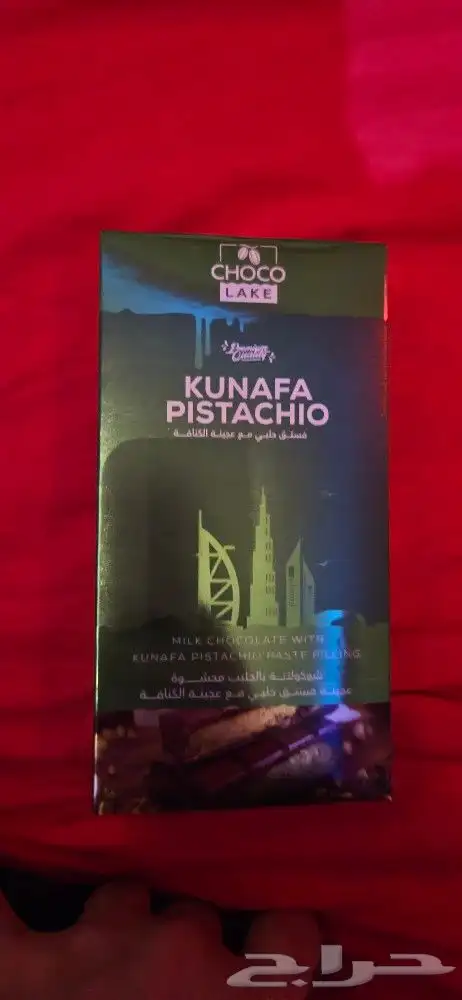 CHOCO
LAKE
Premium
Quality
KUNAFA
PISTACHIO
فستق حلبي مع عجينة الكنافة
MILK CHOCOLATE WITH
KUNAFA PISTACHIO PASTE FILLING
شوكولاتة بالحليب محشوة
عجينة فستق حلبي مع عجينة الكنافة
حراج